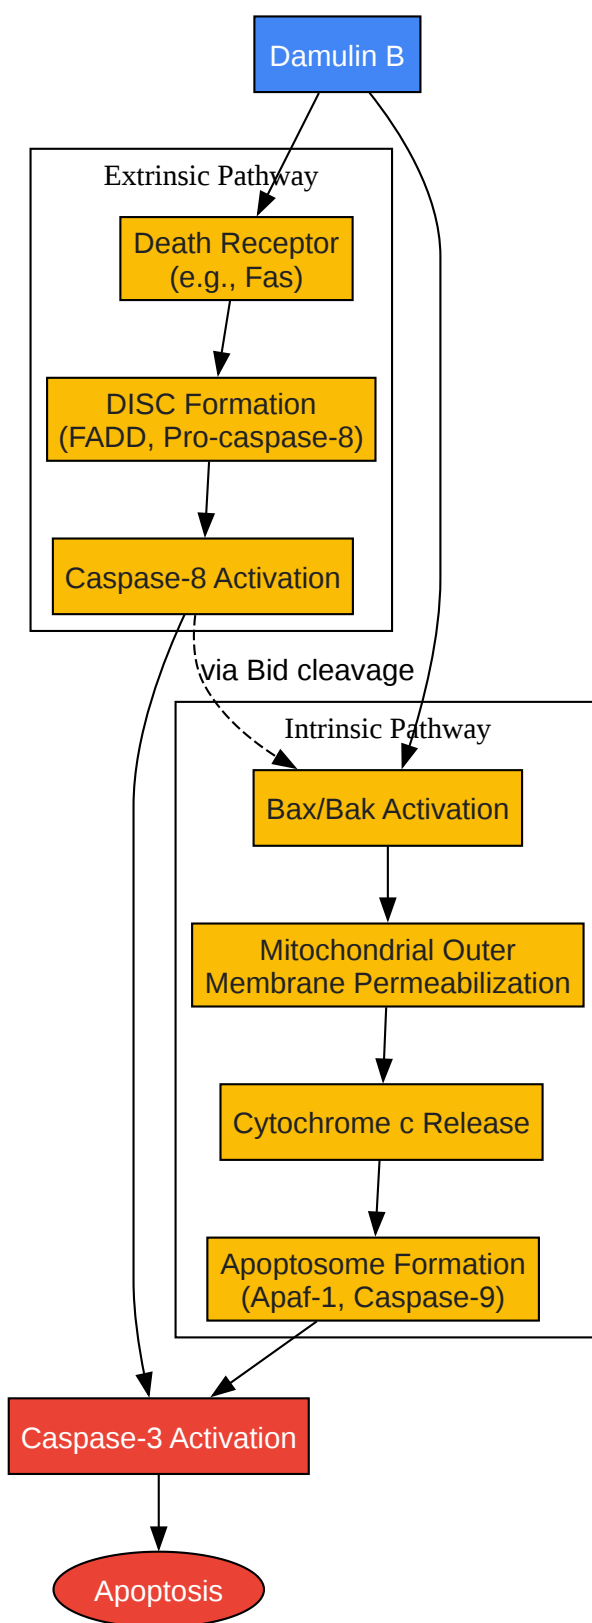 Damulin B
Extrinsic Pathway
Death Receptor
(e.g., Fas)
DISC Formation
(FADD, Pro-caspase-8)
Caspase-8 Activation
via Bid cleavage
Intrinsic Pathway
Bax/Bak Activation
Mitochondrial Outer
Membrane Permeabilization
Cytochrome c Release
Apoptosome Formation
(Apaf-1, Caspase-9)
Caspase-3 Activation
Apoptosis